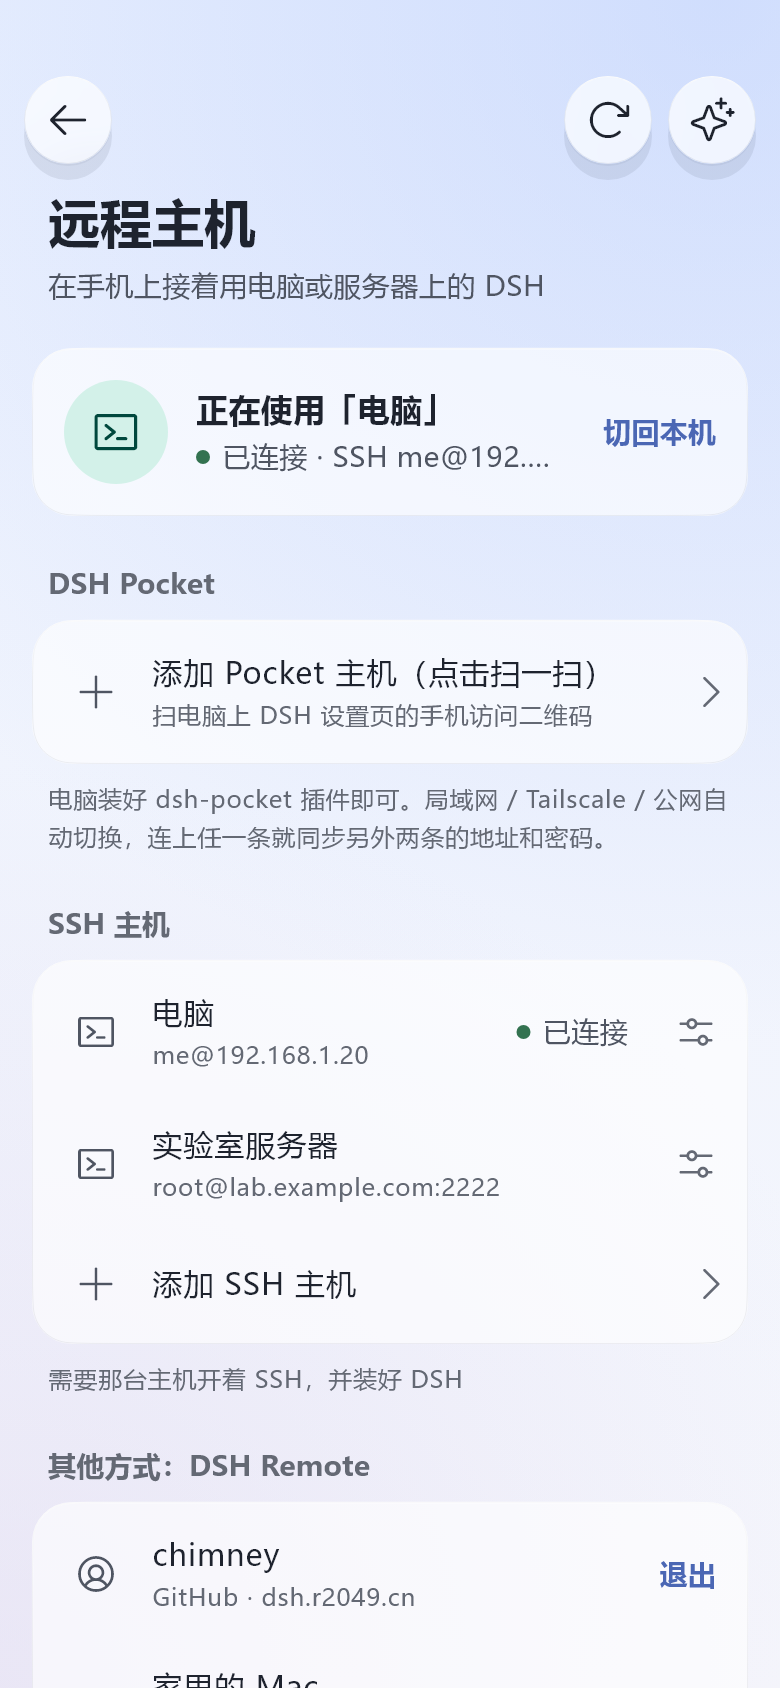 远程主机
在手机上接着用电脑或服务器上的 DSH
正在使用「电脑」
已连接 · SSH me@192....
切回本机
DSH Pocket
添加 Pocket 主机（点击扫一扫）
扫电脑上 DSH 设置页的手机访问二维码
电脑装好 dsh-pocket 插件即可。局域网 / Tailscale / 公网自
动切换，连上任一条就同步另外两条的地址和密码。
SSH 主机
电脑
me@192.168.1.20
已连接
实验室服务器
root@lab.example.com:2222
添加 SSH 主机
需要那台主机开着 SSH，并装好 DSH
其他方式：DSH Remote
chimney
GitHub · dsh.r2049.cn
退出
家里的 Mac